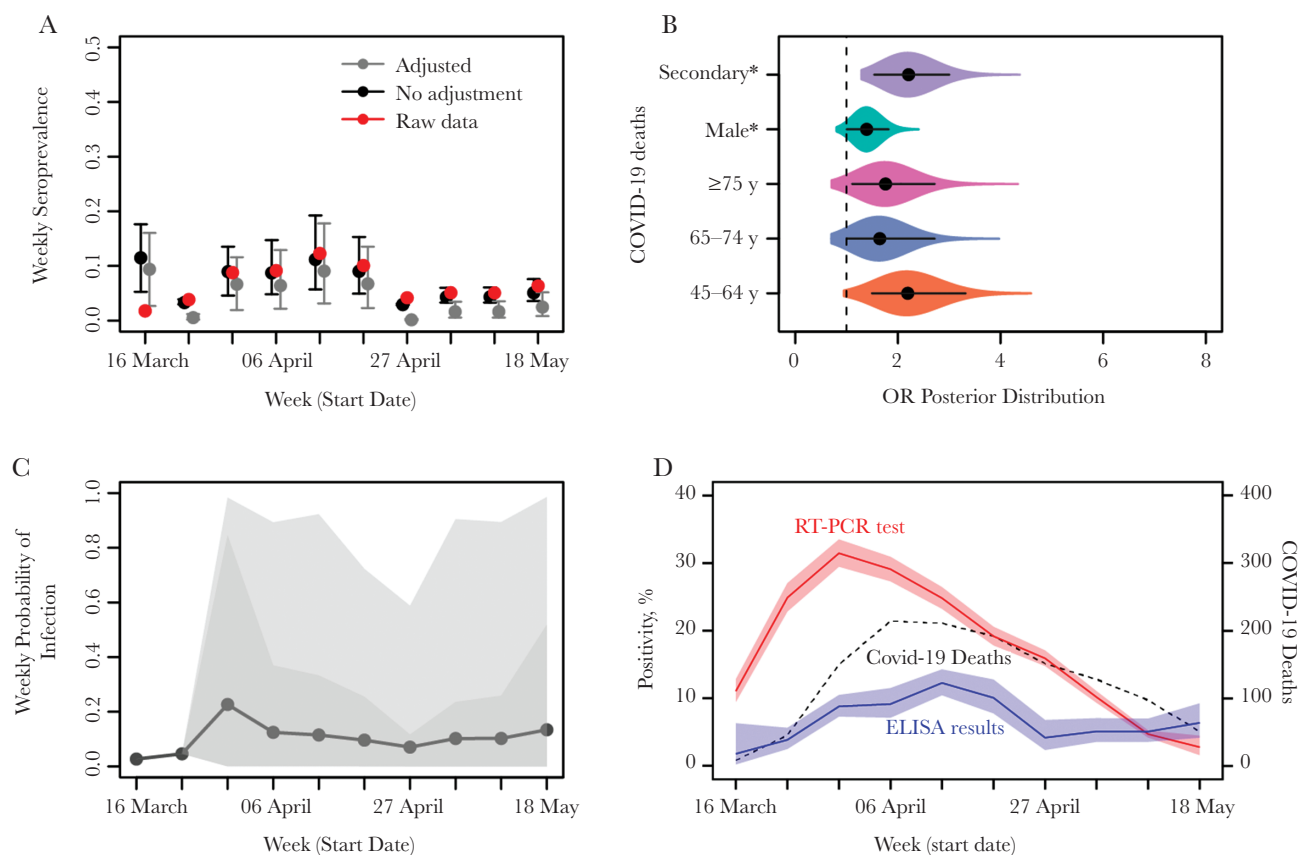 A
Weekly Seroprevalence
0.5
0.4
0.3
0.2
0.1
0.0
Adjusted
No adjustment
Raw data
16 March
06 April
27 April
18 May
Week (Start Date)
B
COVID-19 deaths
Secondary*
Male*
≥75 y
65–74 y
45–64 y
0
2
4
6
8
OR Posterior Distribution
C
Weekly Probability of
Infection
1.0
0.8
0.6
0.4
0.2
0.0
16 March
06 April
27 April
18 May
Week (Start Date)
D
Positivity, %
40
30
20
10
0
RT-PCR test
Covid-19 Deaths
ELISA results
400
300
200
100
0
COVID-19 Deaths
16 March
06 April
27 April
18 May
Week (start date)